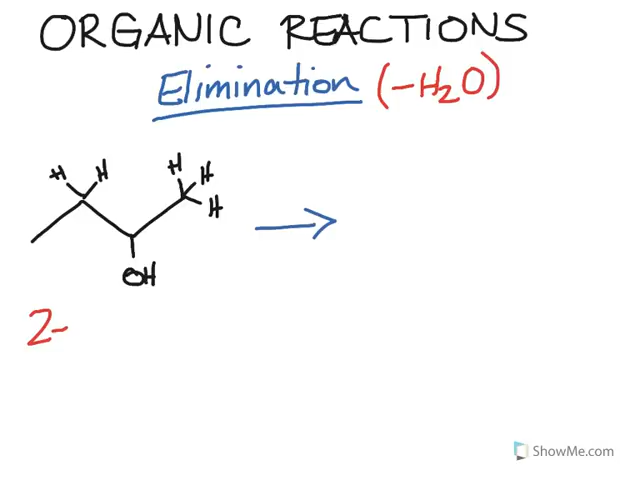 ORGANIC REACTIONS
Elimination (-H₂O)
H H H H H
OH
2-
ShowMe.com